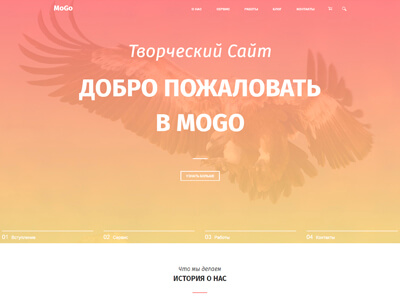 MoGo
О НАС
СЕРВИС
РАБОТЫ
БЛОГ
КОНТАКТЫ
Творческий Сайт
ДОБРО ПОЖАЛОВАТЬ
В MOGO
УЗНАТЬ БОЛЬШЕ
01 Вступление
02 Сервис
03 Работы
04 Контакты
Что мы делаем
ИСТОРИЯ О НАС